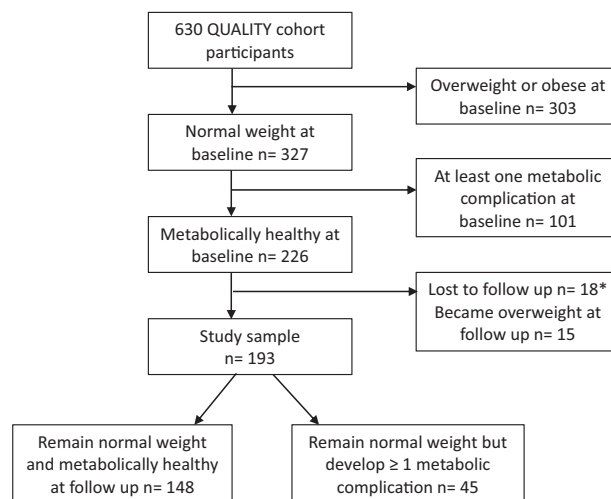 630 QUALITY cohort
participants
Overweight or obese at
baseline n= 303
Normal weight at
baseline n= 327
At least one metabolic
complication at
baseline n= 101
Metabolically healthy at
baseline n= 226
Lost to follow up n= 18*
Became overweight at
follow up n= 15
Study sample
n= 193
Remain normal weight
and metabolically healthy
at follow up n= 148
Remain normal weight but
develop ≥ 1 metabolic
complication n= 45